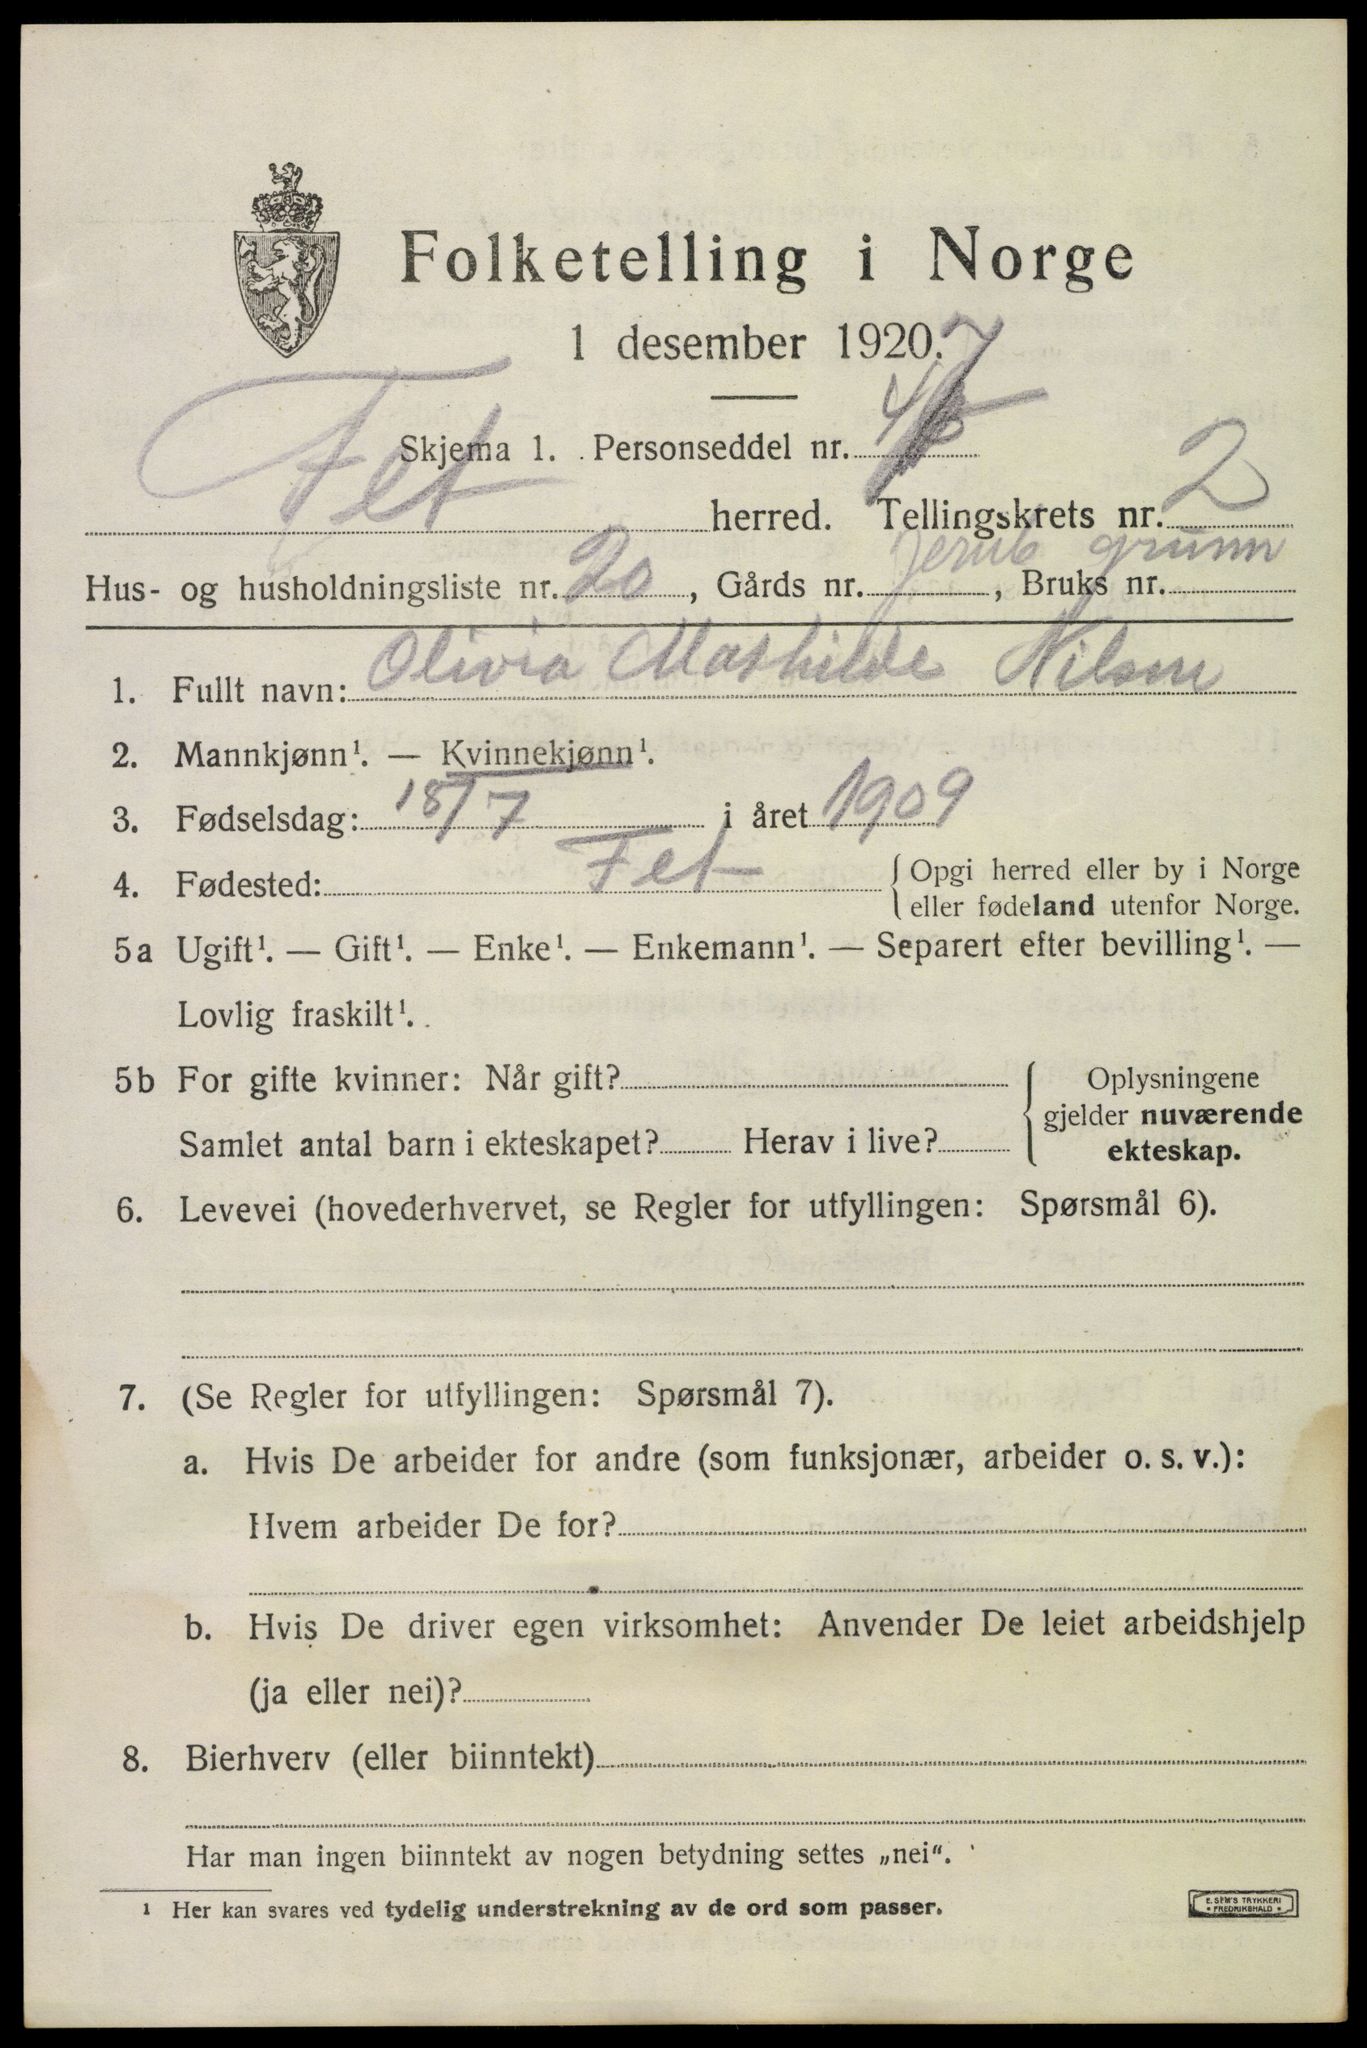 Folketelling i Norge
1 desember 1920.
Skjema 1. Personseddel nr. 47
Fet herred. Tellingskrets nr. 2
Hus- og husholdningsliste nr. 20, Gårds nr. Jernb, Bruks nr. grunn
1. Fullt navn: Olivia Mathilde Nilsen
2. Mannkjønn¹. — Kvinnekjønn¹.
3. Fødselsdag: 18/7 i året 1909
4. Fødested: Fet { Opgi herred eller by i Norge
eller fødeland utenfor Norge.
5a Ugift¹. — Gift¹. — Enke¹. — Enkemann¹. — Separert efter bevilling¹. —
Lovlig fraskilt¹.
5b For gifte kvinner: Når gift? { Oplysningene
gjelder nuværende
Samlet antal barn i ekteskapet? Herav i live? ekteskap.
6. Levevei (hovederhvervet, se Regler for utfyllingen: Spørsmål 6).
7. (Se Regler for utfyllingen: Spørsmål 7).
a. Hvis De arbeider for andre (som funksjonær, arbeider o. s. v.):
Hvem arbeider De for?
b. Hvis De driver egen virksomhet: Anvender De leiet arbeidshjelp
(ja eller nei)?
8. Bierhverv (eller biinntekt)
Har man ingen biinntekt av nogen betydning settes „nei".
¹ Her kan svares ved tydelig understrekning av de ord som passer.
E. SEM'S TRYKKERI
• FREDRIKSHALD •